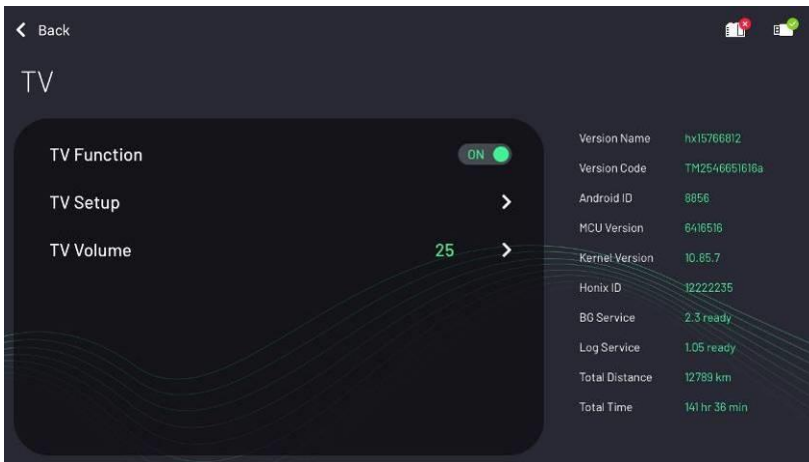 Back
TV
TV Function ON
TV Setup
TV Volume 25
Version Name hx15766812
Version Code TM2546651616a
Android ID 8856
MCU Version 6416516
Kernel Version 10.85.7
Honix ID 12222235
BG Service 2.3 ready
Log Service 1.05 ready
Total Distance 12789 km
Total Time 141 hr 36 min